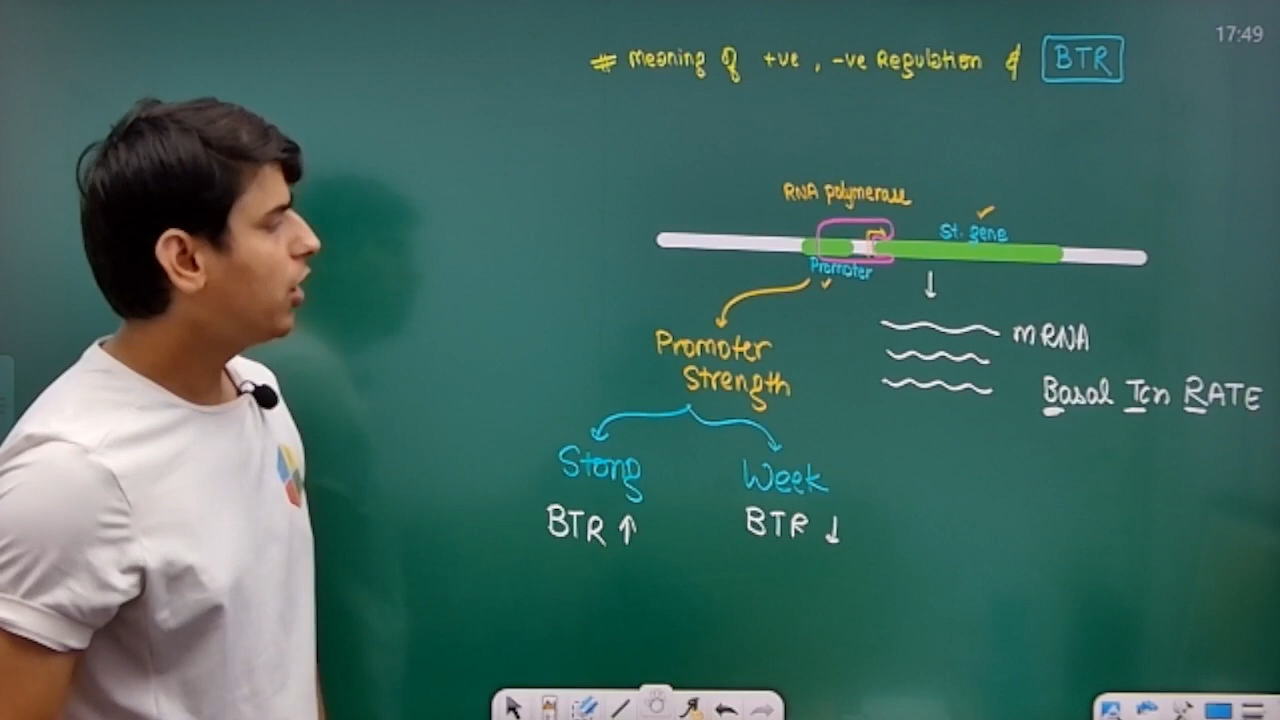 17:49
# Meaning of +ve , -ve Regulation & BTR
RNA polymerase
St. gene
Promoter
Promoter
Strength
mRNA
Basal Tcn RATE
Stong
Week
BTR ↑
BTR ↓